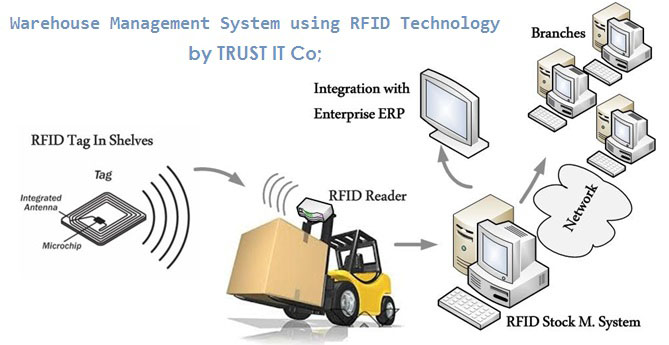 Warehouse Management System using RFID Technology
by TRUST IT Co;
Branches
Integration with
Enterprise ERP
RFID Tag In Shelves
Tag
Integrated
Antenna
Microchip
RFID Reader
Network
RFID Stock M. System